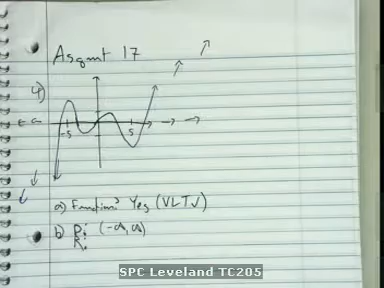 Asgmt 17
4)
-5 5
a) Function? Yes (VLT✓)
b) D: (-∞, ∞)
R:
SPC Leveland TC205